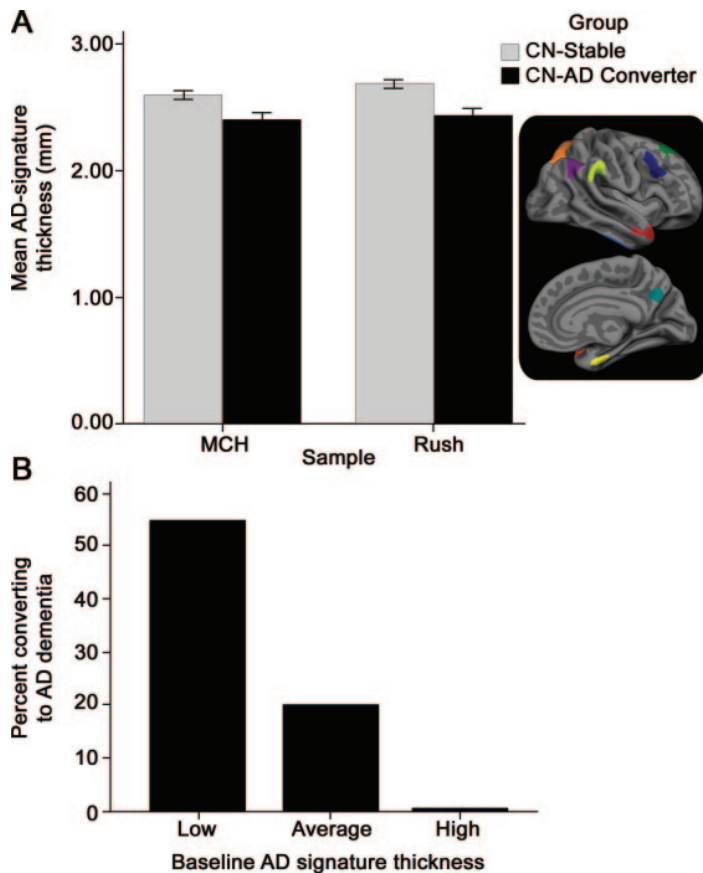 A
Group
CN-Stable
CN-AD Converter
Mean AD-signature
thickness (mm)
3.00
2.00
1.00
0.00
MCH
Rush
Sample
B
Percent converting
to AD dementia
60
50
40
30
20
10
0
Low
Average
High
Baseline AD signature thickness